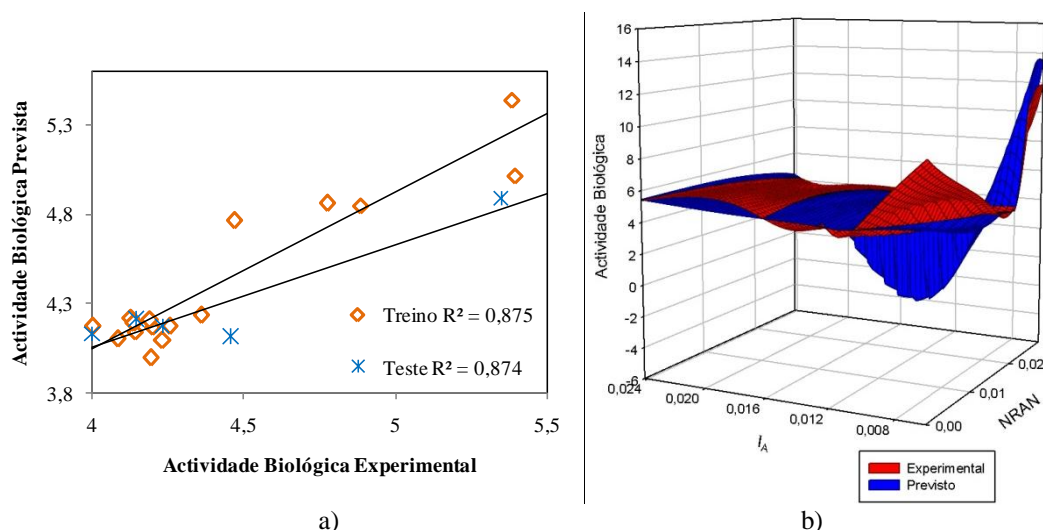 Actividade Biológica Prevista
5.3
4.8
4.3
3.8
4
4,5
5
5,5
Treino R² = 0,875
Teste R² = 0,874
Actividade Biológica Experimental
a)
Actividade Biológica
16
14
12
10
8
6
4
2
0
-2
-4
-6
0,024
0,020
0,016
0,012
0,008
I_A
0,00
0,01
0,02
NRAN
Experimental
Previsto
b)